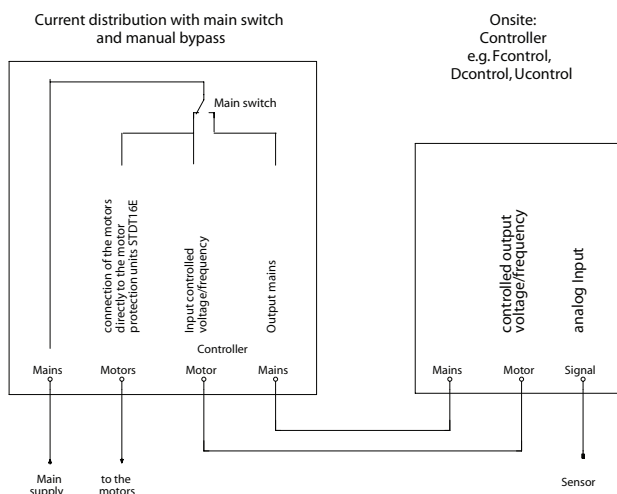 Current distribution with main switch
and manual bypass
Onsite:
Controller
e.g. Fcontrol,
Dcontrol, Ucontrol
Main switch
connection of the motors
directly to the motor
protection units STDT16E
Input controlled
voltage/frequency
Output mains
controlled output
voltage/frequency
analog Input
Controller
Mains
Motors
Motor
Mains
Mains
Motor
Signal
Main
supply
to the
motors
Sensor